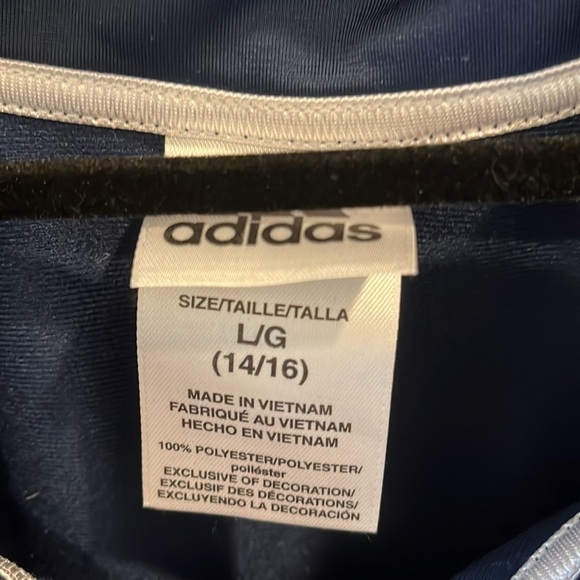 adidas
SIZE/TAILLE/TALLA
L/G
(14/16)
MADE IN VIETNAM
FABRIQUÉ AU VIETNAM
HECHO EN VIETNAM
100% POLYESTER/POLYESTER/
poliéster
EXCLUSIVE OF DECORATION/
EXCLUSIF DES DÉCORATIONS/
EXCLUYENDO LA DECORACIÓN